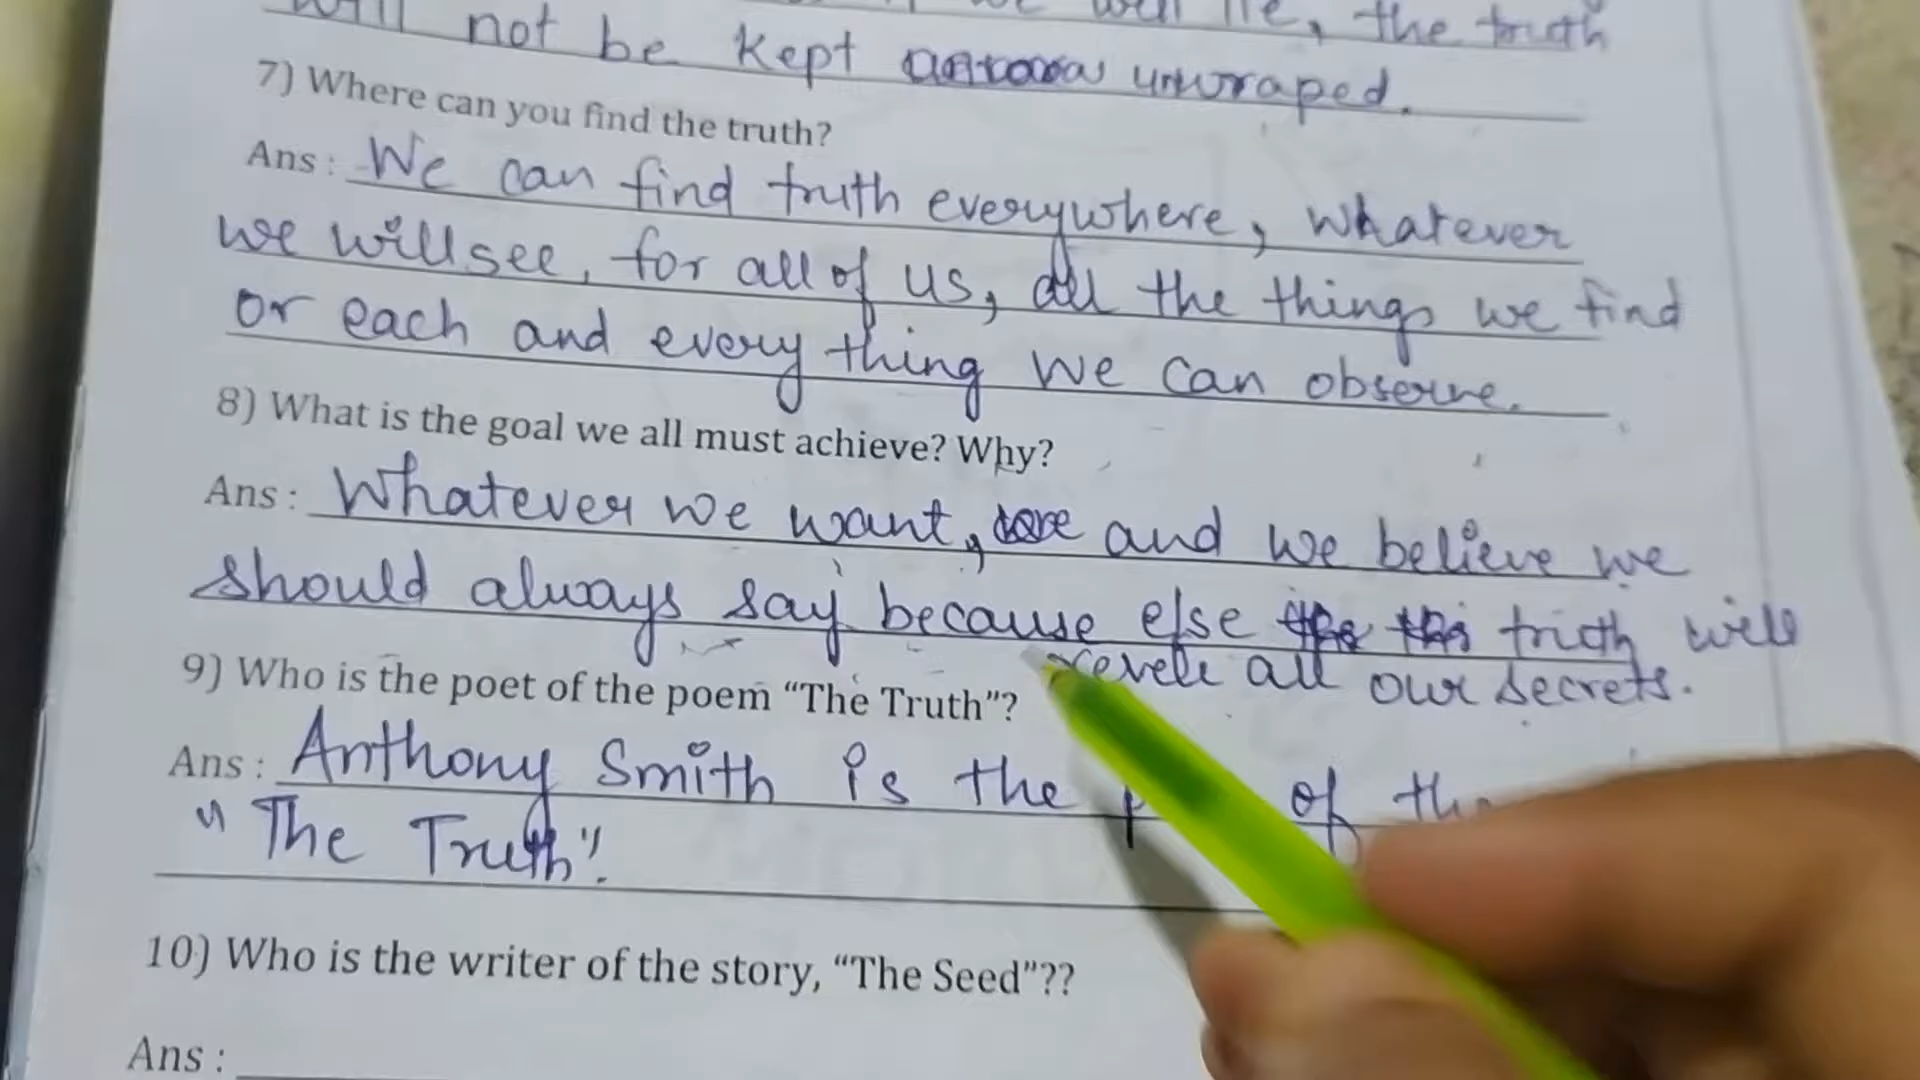 will not be kept unwraped.
we will lie, the truth
7) Where can you find the truth?
Ans : We can find truth everywhere, whatever
we will see, for all of us, all the things we find
or each and every thing we can observe.
8) What is the goal we all must achieve? Why?
Ans : Whatever we want, and we believe we
should always say because else truth will
revele all our secrets.
9) Who is the poet of the poem “The Truth”?
Ans : Anthony Smith is the of
"The Truth".
10) Who is the writer of the story, “The Seed”??
Ans :